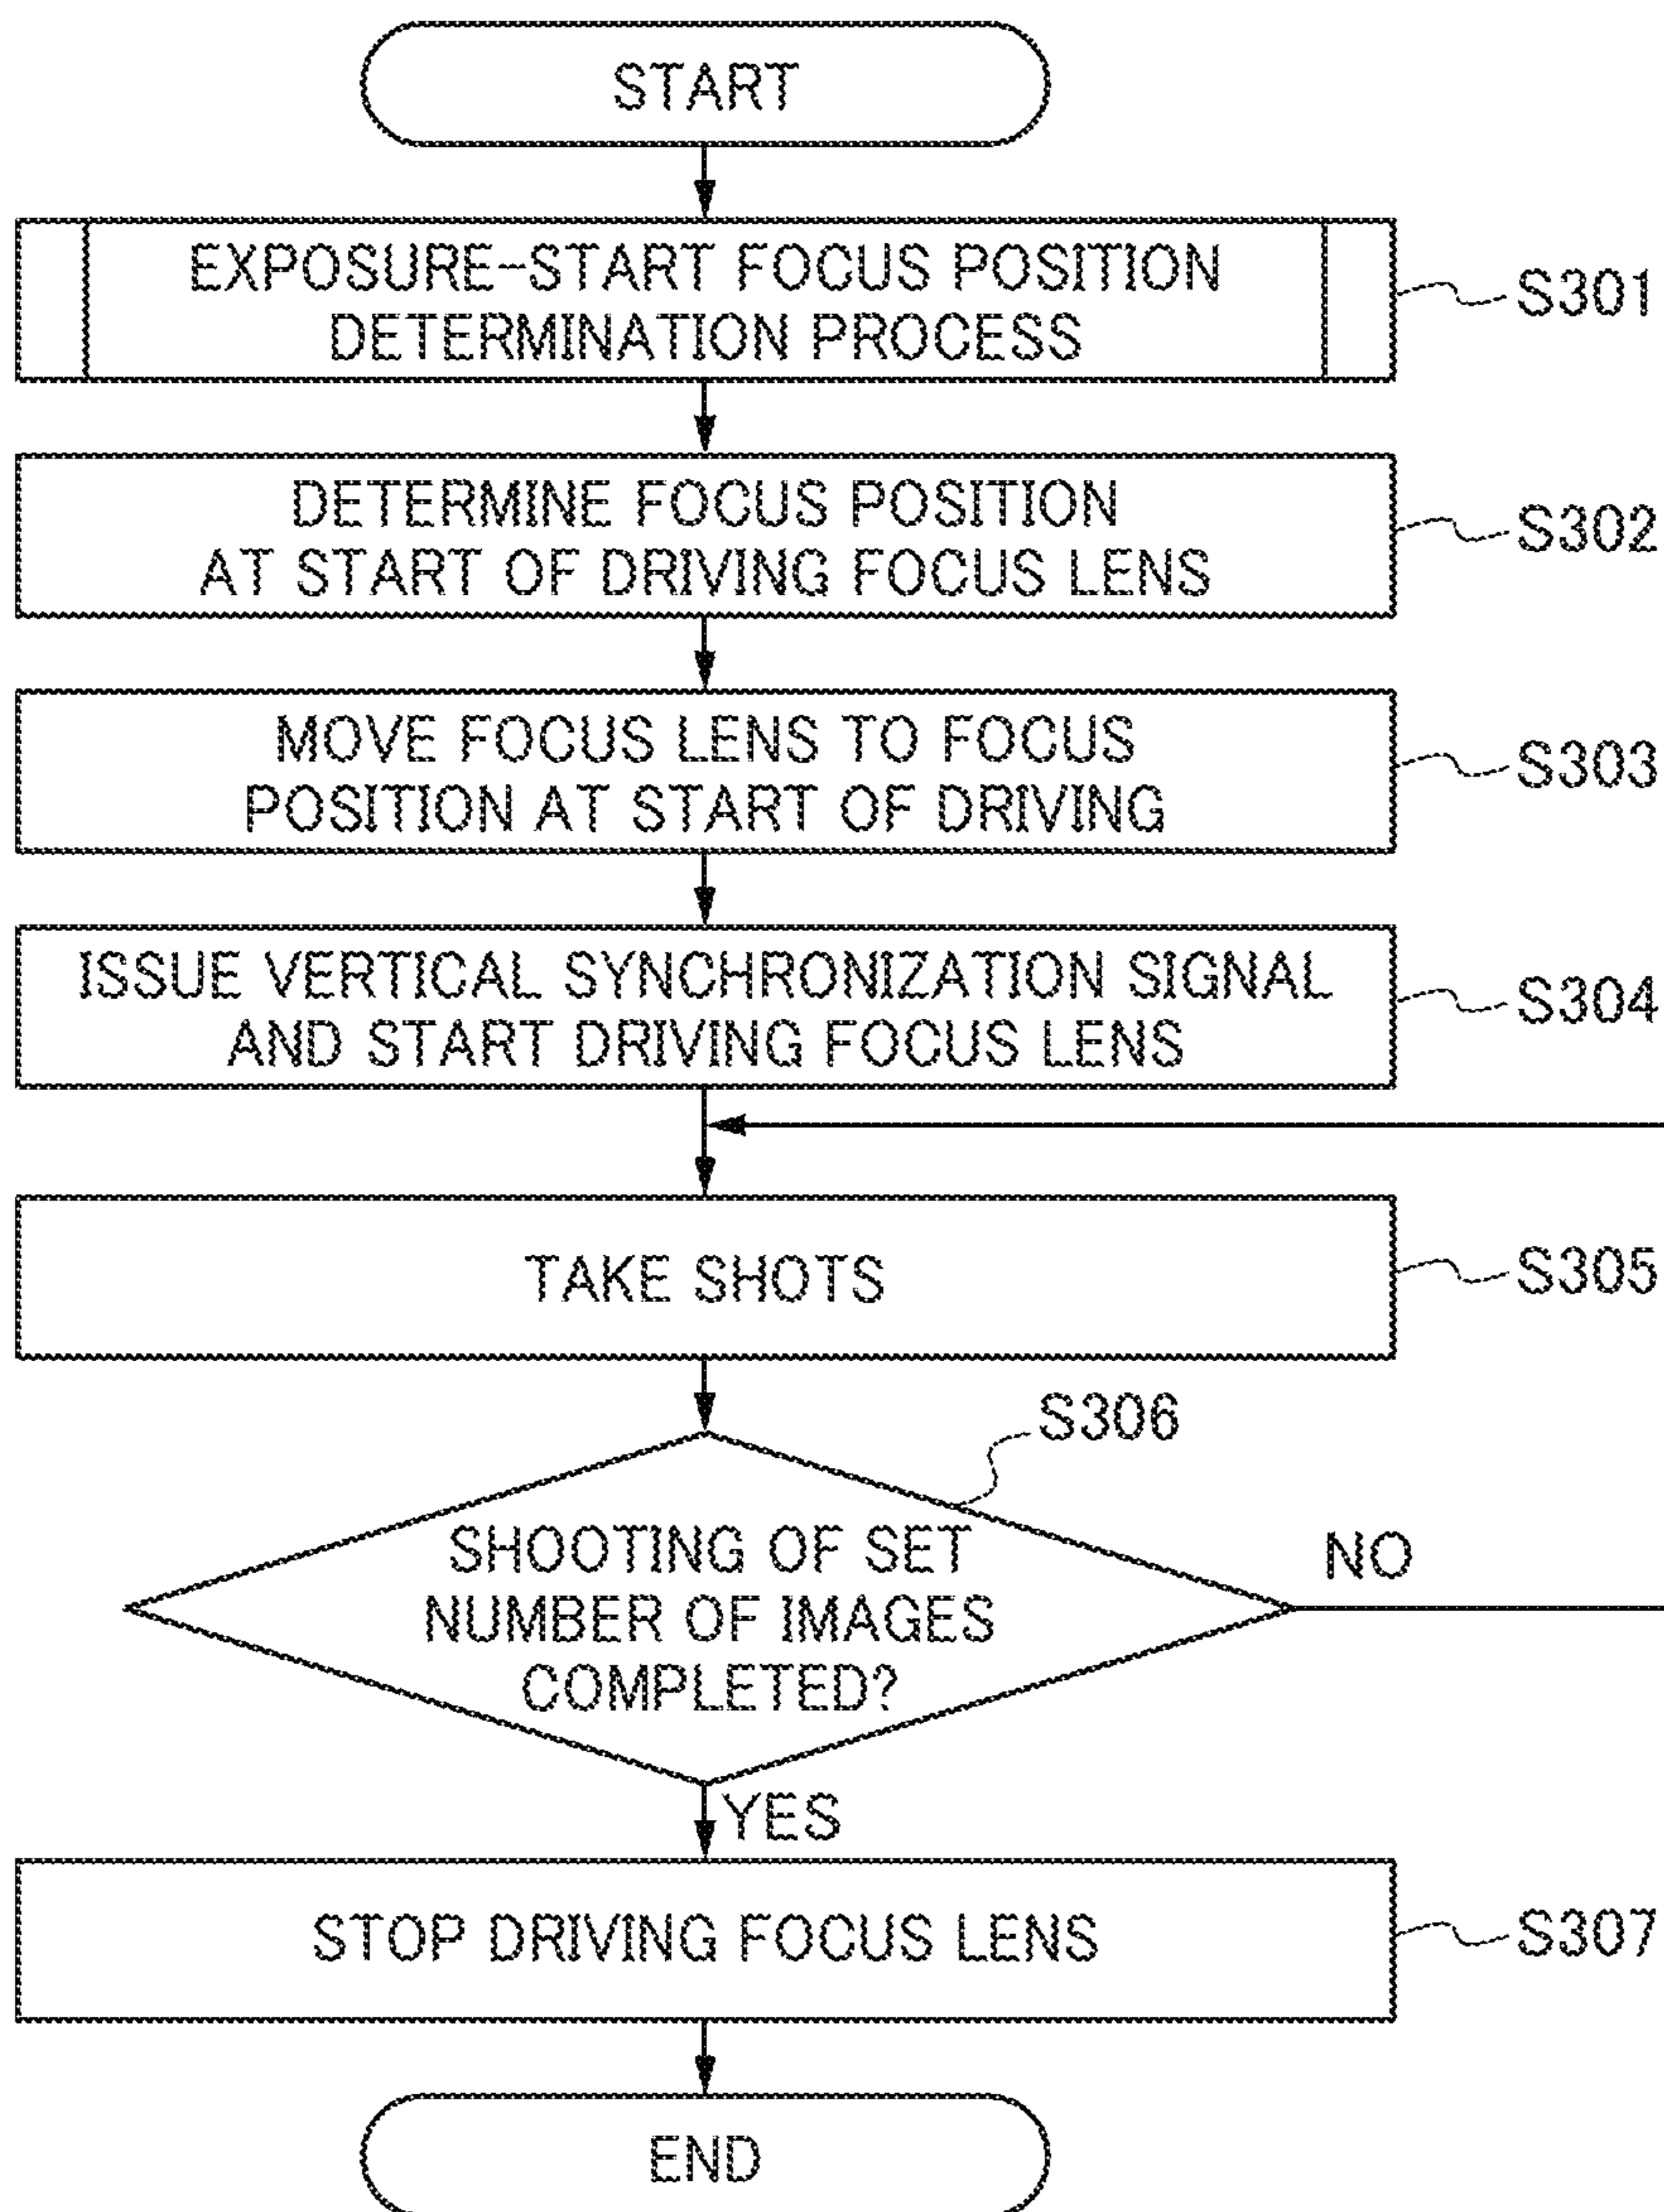 START
EXPOSURE-START FOCUS POSITION
DETERMINATION PROCESS
S301
DETERMINE FOCUS POSITION
AT START OF DRIVING FOCUS LENS
S302
MOVE FOCUS LENS TO FOCUS
POSITION AT START OF DRIVING
S303
ISSUE VERTICAL SYNCHRONIZATION SIGNAL
AND START DRIVING FOCUS LENS
S304
TAKE SHOTS
S305
S306
SHOOTING OF SET
NUMBER OF IMAGES
COMPLETED?
NO
YES
STOP DRIVING FOCUS LENS
S307
END